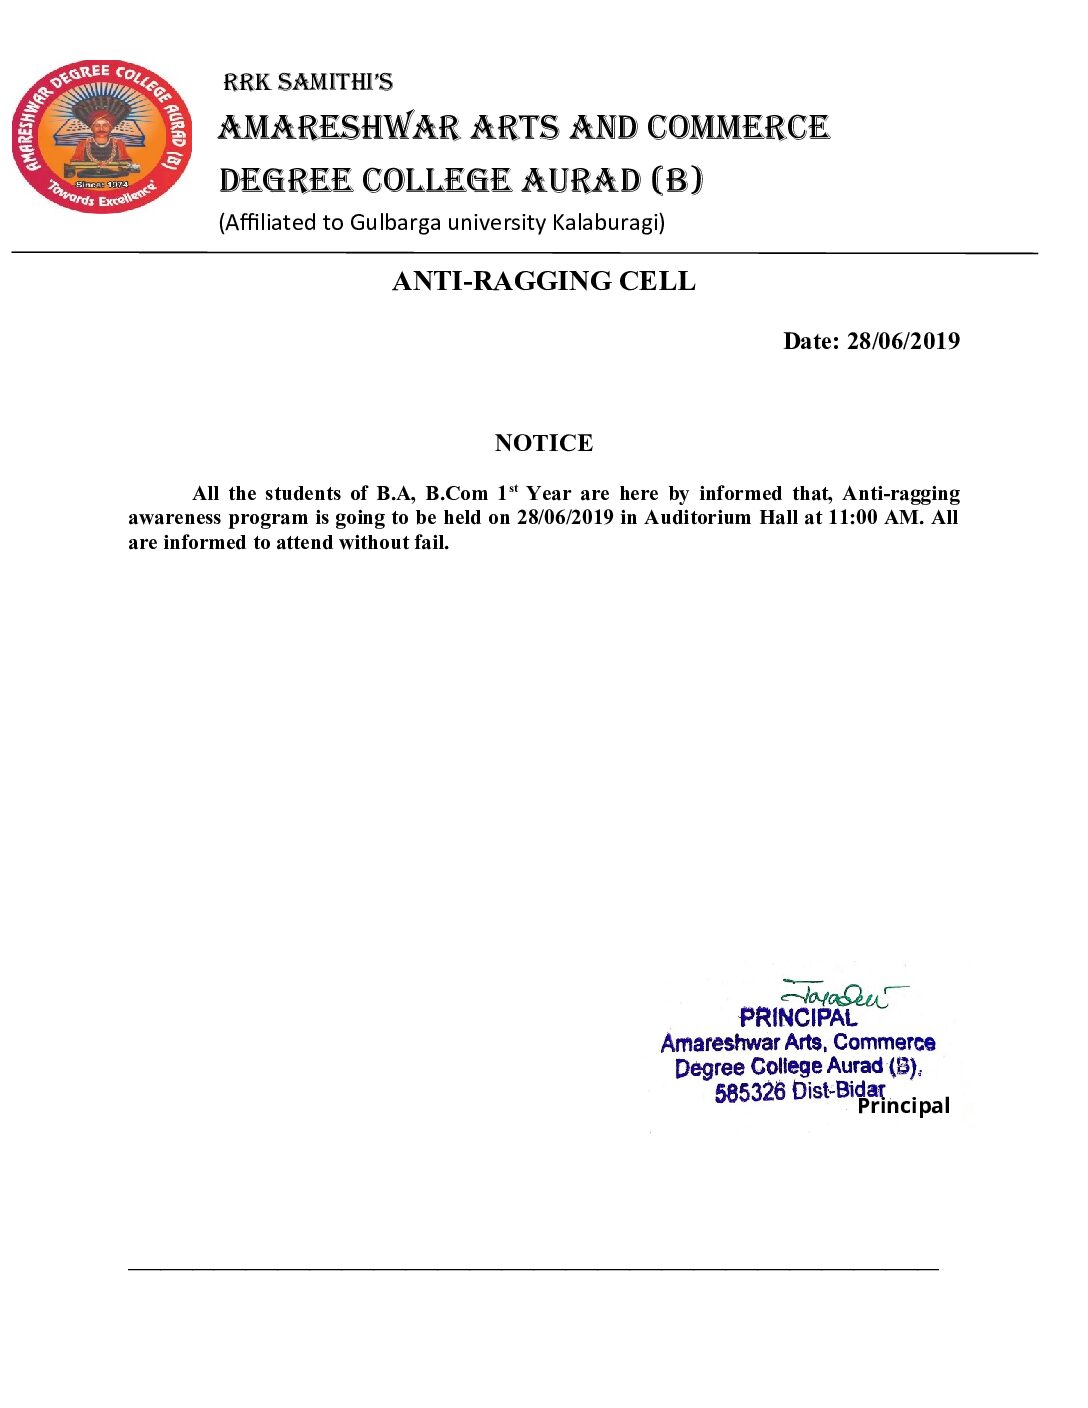 AMARESHWAR DEGREE COLLEGE AURAD (B)
Since: 1974
'Towards Excellence'
RRK SAMITHI'S
AMARESHWAR ARTS AND COMMERCE
DEGREE COLLEGE AURAD (B)
(Affiliated to Gulbarga university Kalaburagi)
ANTI-RAGGING CELL
Date: 28/06/2019
NOTICE
All the students of B.A, B.Com 1st Year are here by informed that, Anti-ragging
awareness program is going to be held on 28/06/2019 in Auditorium Hall at 11:00 AM. All
are informed to attend without fail.
PRINCIPAL
Amareshwar Arts, Commerce
Degree College Aurad (B).
585326 Dist-Bidar
Principal